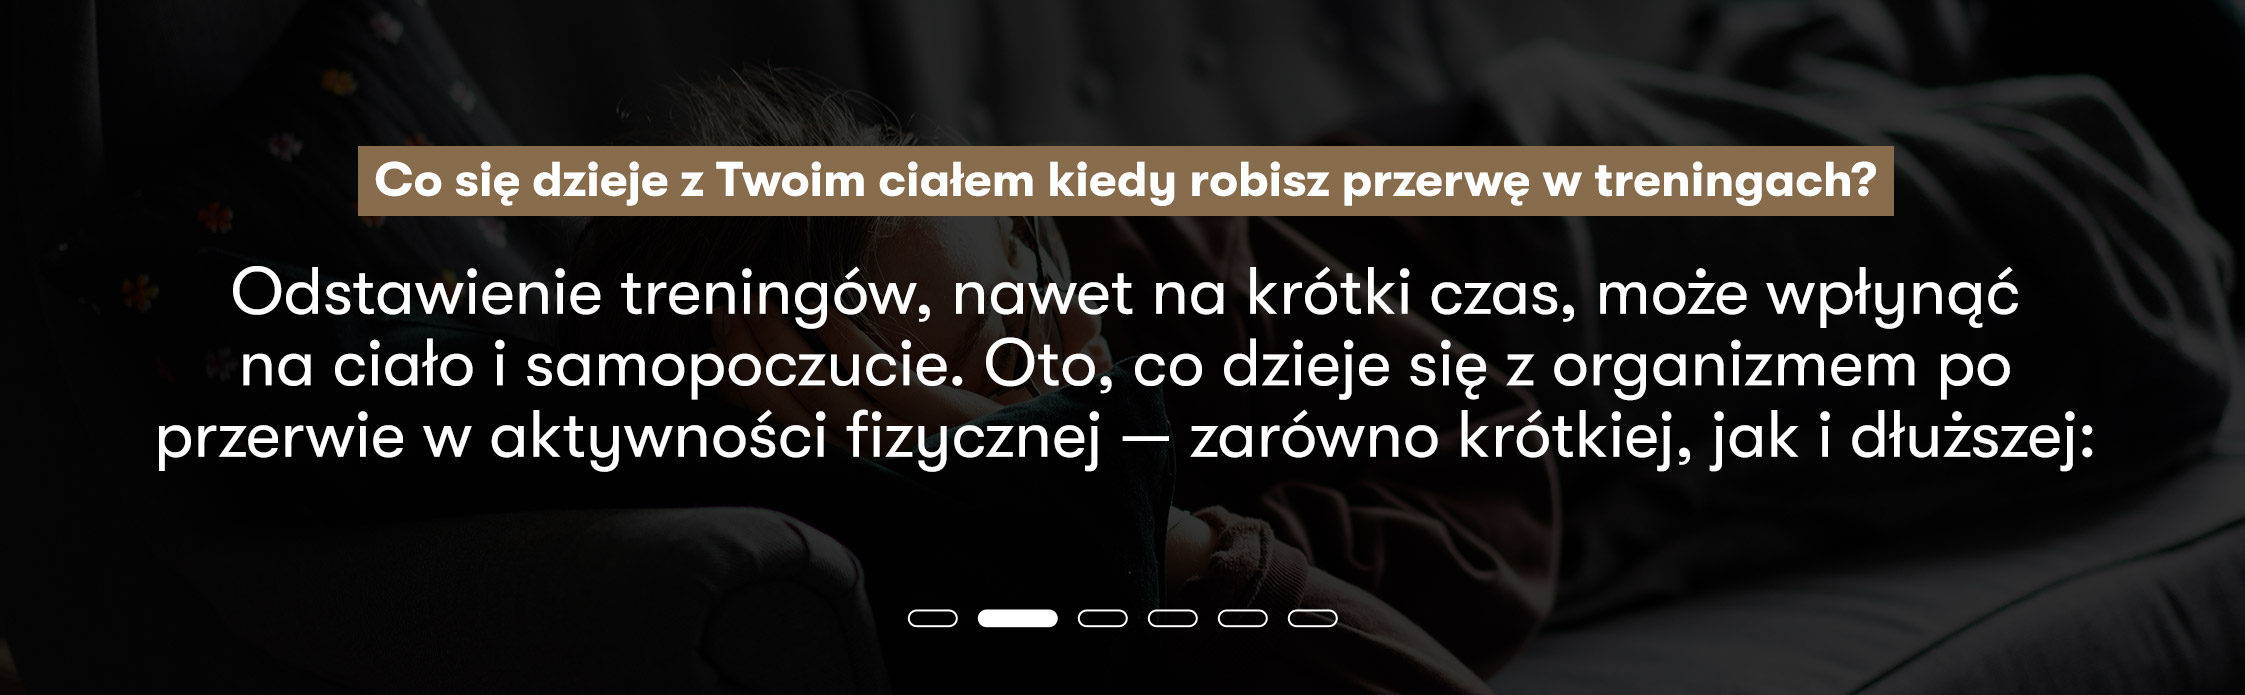 Co się dzieje z Twoim ciałem kiedy robisz przerwę w treningach?
Odstawienie treningów, nawet na krótki czas, może wpłynąć
na ciało i samopoczucie. Oto, co dzieje się z organizmem po
przerwie w aktywności fizycznej — zarówno krótkiej, jak i dłuższej: